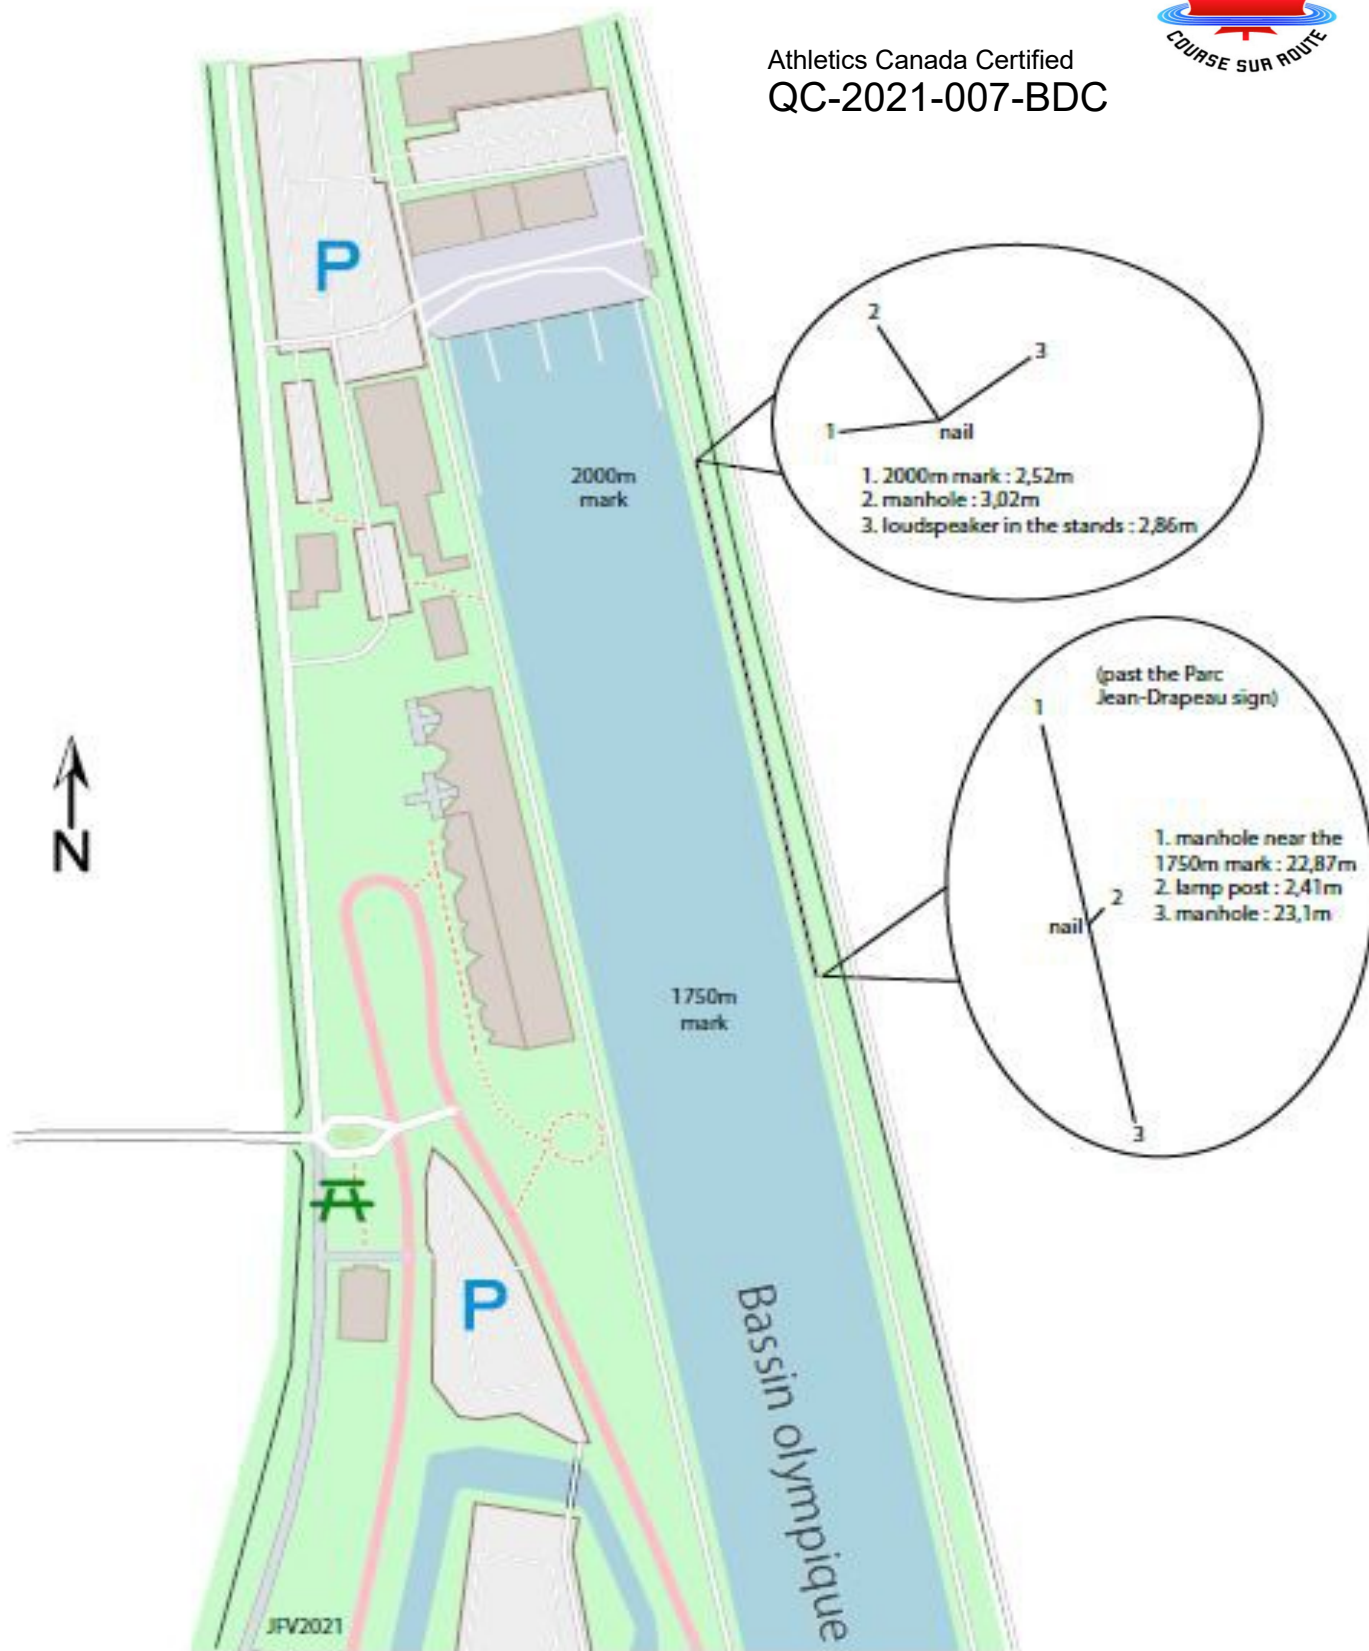 COURSE SUR ROUTE
Athletics Canada Certified
QC-2021-007-BDC
P
2
3
1
nail
1. 2000m mark : 2,52m
2. manhole : 3,02m
3. loudspeaker in the stands : 2,86m
2000m
mark
(past the Parc
Jean-Drapeau sign)
1
N
1. manhole near the
1750m mark : 22,87m
2. lamp post : 2,41m
3. manhole : 23,1m
2
nail
3
1750m
mark
P
Bassin olympique
JFV2021